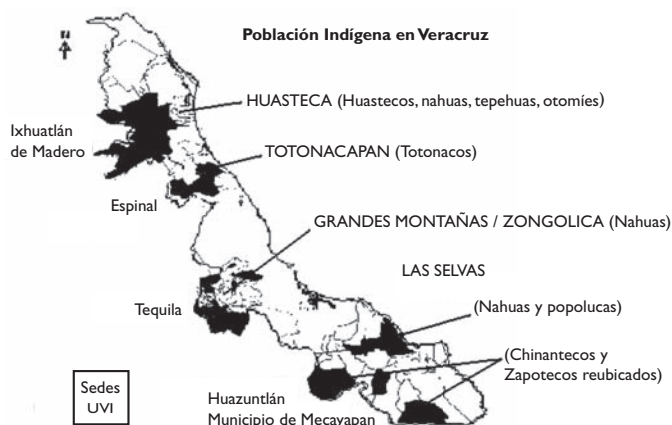 Población Indígena en Veracruz
N
HUASTECA (Huastecos, nahuas, tepehuas, otomíes)
Ixhuatlán
de Madero
TOTONACAPAN (Totonacos)
Espinal
GRANDES MONTAÑAS / ZONGOLICA (Nahuas)
LAS SELVAS
Tequila
(Nahuas y popolucas)
(Chinantecos y
Zapotecos reubicados)
Sedes
UVI
Huazuntlán
Municipio de Mecayapan